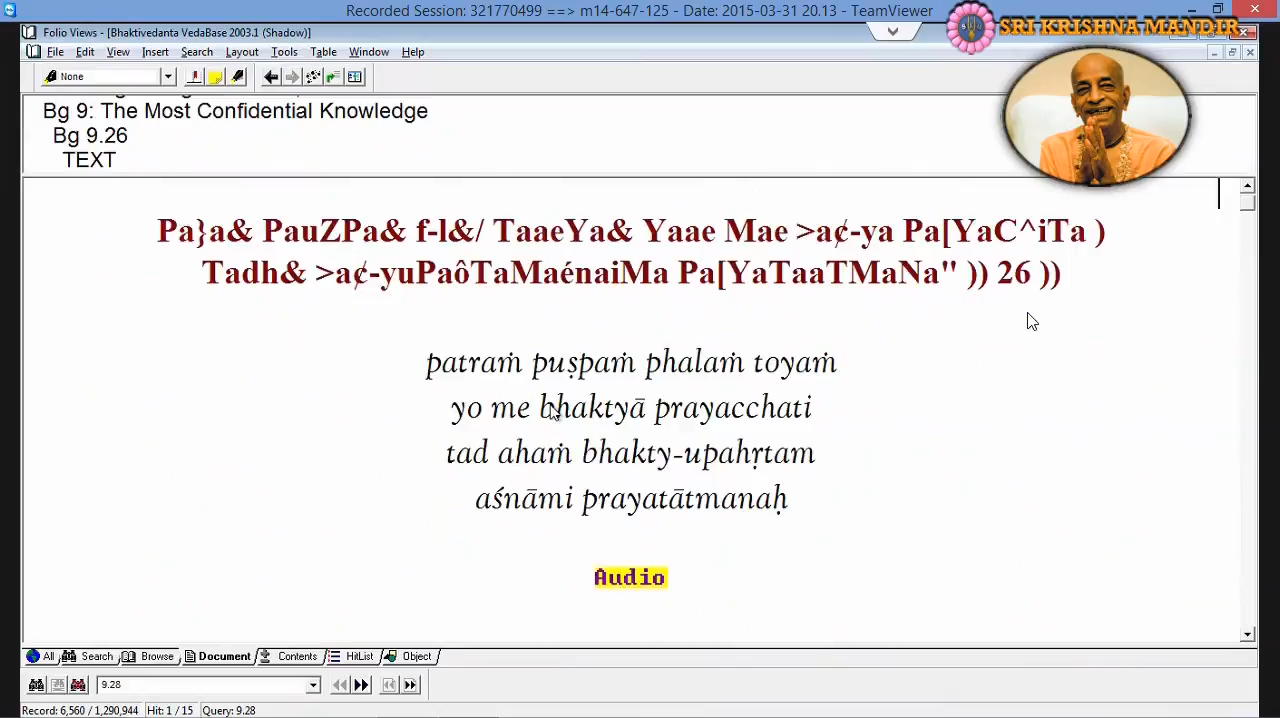 Recorded Session: 321770499 ==> m14-647-125 - Date: 2015-03-31 20.13 - TeamViewer
Folio Views - [Bhaktivedanta VedaBase 2003.1 (Shadow)]
SRI KRISHNA MANDIR
File Edit View Insert Search Layout Tools Table Window Help
None
Bg 9: The Most Confidential Knowledge
Bg 9.26
TEXT
Pa}a& PauZPa& f-l&/ TaaeYa& Yaae Mae >a¢-ya Pa[YaC^iTa )
Tadh& >a¢-yuPaôTaMaénaiMa Pa[YaTaaTMaNa" )) 26 ))
patraṁ puṣpaṁ phalaṁ toyaṁ
yo me bhaktyā prayacchati
tad ahaṁ bhakty-upahṛtam
aśnāmi prayatātmanaḥ
Audio
All Search Browse Document Contents HitList Object
9.28
Record: 6,560 / 1,290,944 Hit: 1 / 15 Query: 9.28